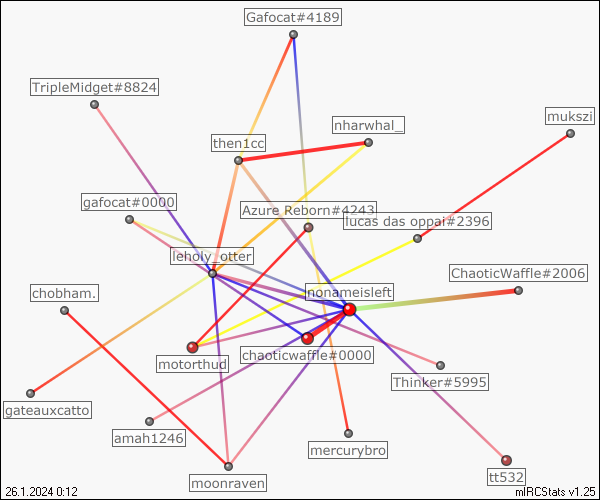 Gafocat#4189
TripleMidget#8824
mukszi
nharwhal_
then1cc
gafocat#0000
Azure Reborn#4243
lucas das oppai#2396
leholy_otter
ChaoticWaffle#2006
chobham.
nonameisleft
chaoticwaffle#0000
motorthud
Thinker#5995
gateauxcatto
amah1246
mercurybro
tt532
moonraven
26.1.2024 0:12
mIRCStats v1.25